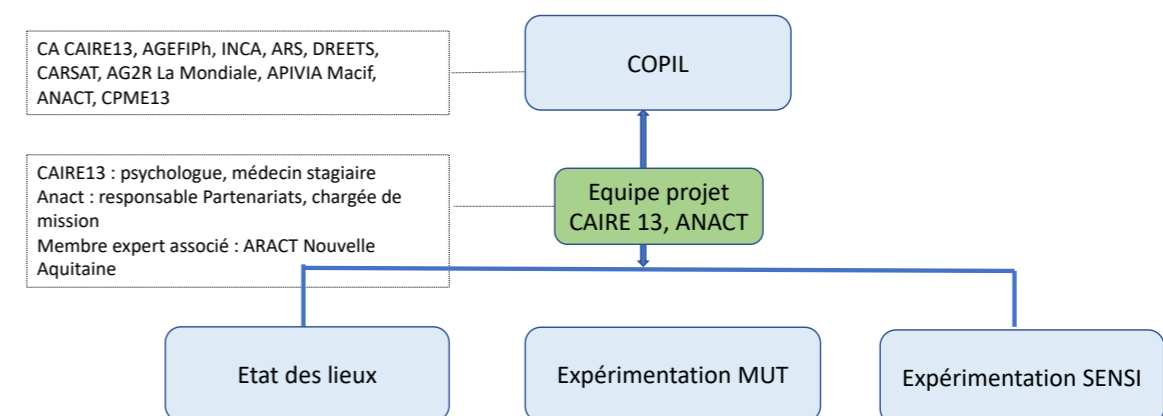 CA CAIRE13, AGEFIPh, INCA, ARS, DREETS,
CARSAT, AG2R La Mondiale, APIVIA Macif,
ANACT, CPME13
COPIL
CAIRE13 : psychologue, médecin stagiaire
Anact : responsable Partenariats, chargée de
mission
Membre expert associé : ARACT Nouvelle
Aquitaine
Equipe projet
CAIRE 13, ANACT
Etat des lieux
Expérimentation MUT
Expérimentation SENSI